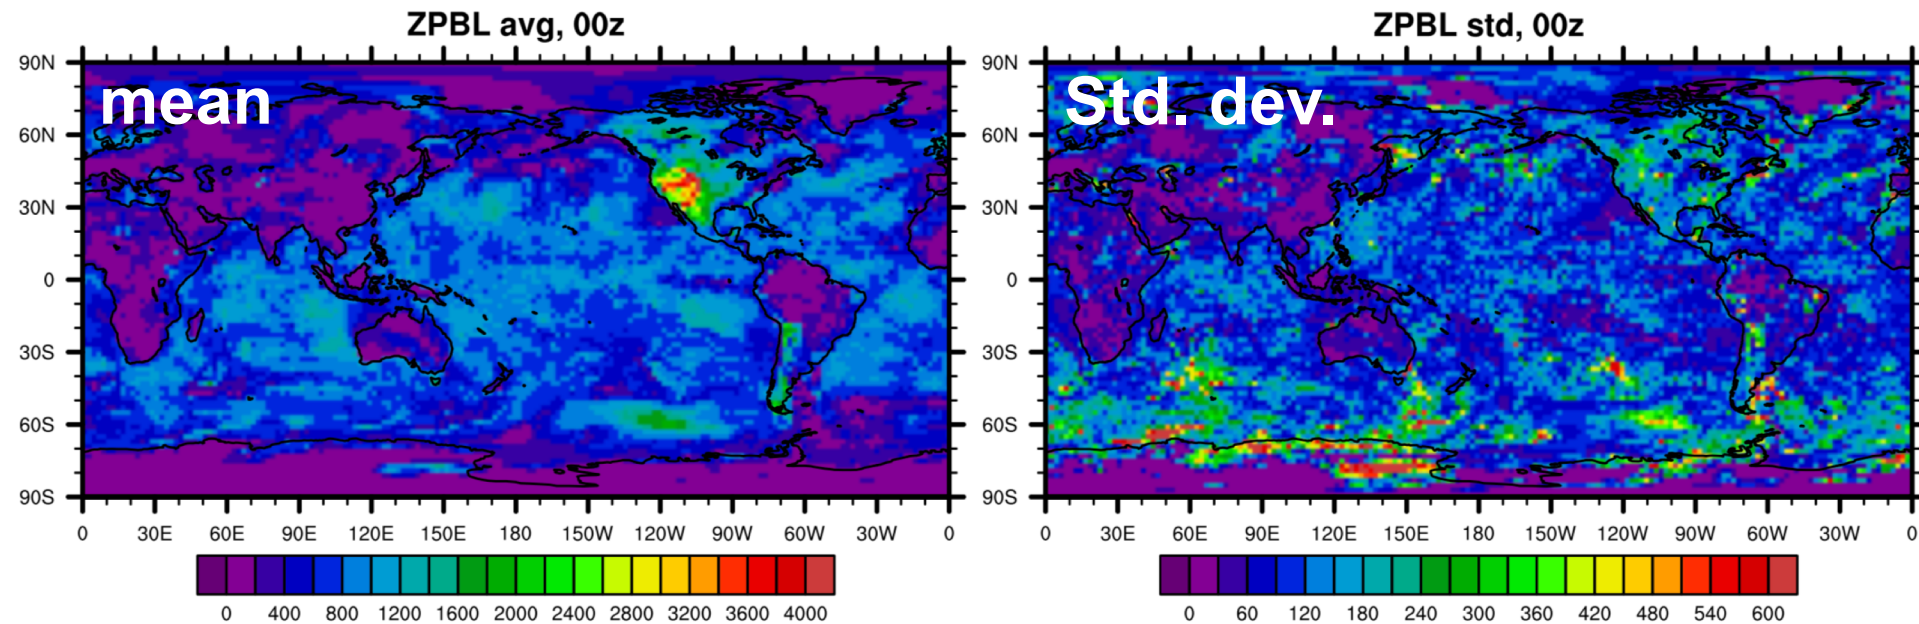 ZPBL avg, 00z
mean
90N
60N
30N
0
30S
60S
90S
0 30E 60E 90E 120E 150E 180 150W 120W 90W 60W 30W 0
0 400 800 1200 1600 2000 2400 2800 3200 3600 4000
ZPBL std, 00z
Std. dev.
90N
60N
30N
0
30S
60S
90S
0 30E 60E 90E 120E 150E 180 150W 120W 90W 60W 30W 0
0 60 120 180 240 300 360 420 480 540 600